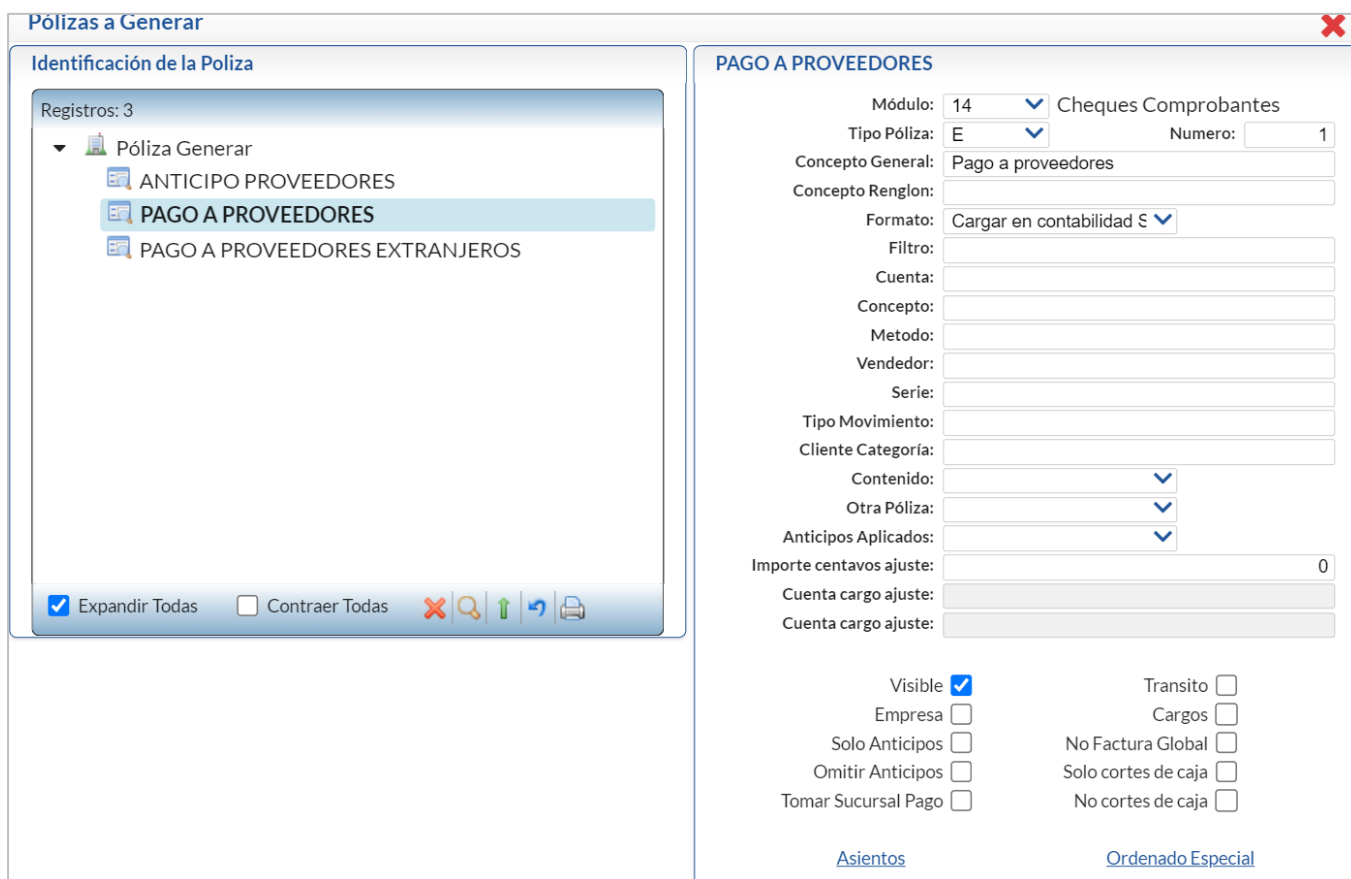 Pólizas a Generar
Identificación de la Poliza
Registros: 3
Póliza Generar
ANTICIPO PROVEEDORES
PAGO A PROVEEDORES
PAGO A PROVEEDORES EXTRANJEROS
Expandir Todas Contraer Todas
PAGO A PROVEEDORES
Módulo: 14 Cheques Comprobantes
Tipo Póliza: E Numero: 1
Concepto General: Pago a proveedores
Concepto Renglon:
Formato: Cargar en contabilidad S
Filtro:
Cuenta:
Concepto:
Metodo:
Vendedor:
Serie:
Tipo Movimiento:
Cliente Categoría:
Contenido:
Otra Póliza:
Anticipos Aplicados:
Importe centavos ajuste: 0
Cuenta cargo ajuste:
Cuenta cargo ajuste:
Visible Transito
Empresa Cargos
Solo Anticipos No Factura Global
Omitir Anticipos Solo cortes de caja
Tomar Sucursal Pago No cortes de caja
Asientos Ordenado Especial